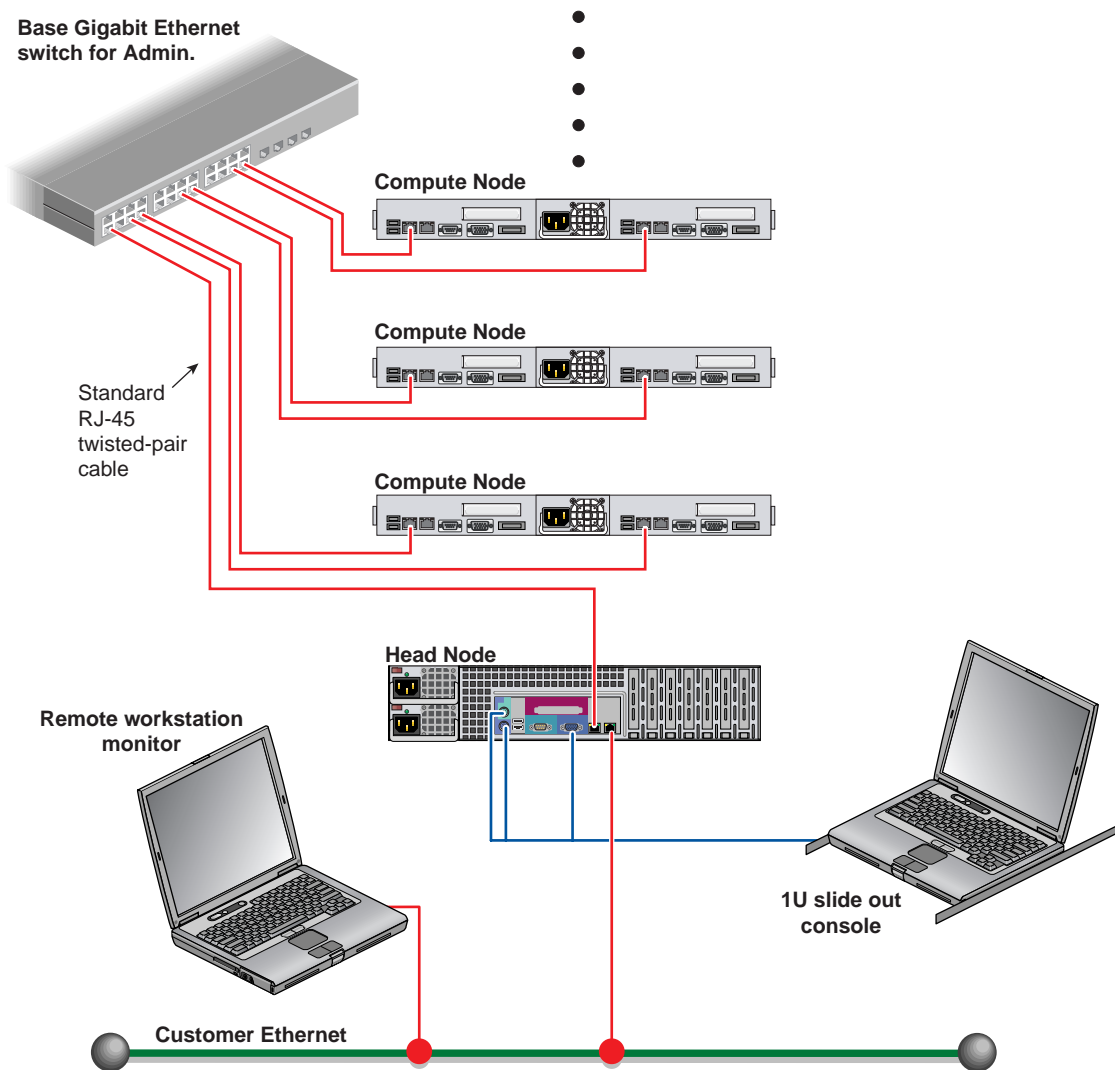 Base Gigabit Ethernet
switch for Admin.
Compute Node
Compute Node
Standard
RJ-45
twisted-pair
cable
Compute Node
Head Node
Remote workstation
monitor
1U slide out
console
Customer Ethernet